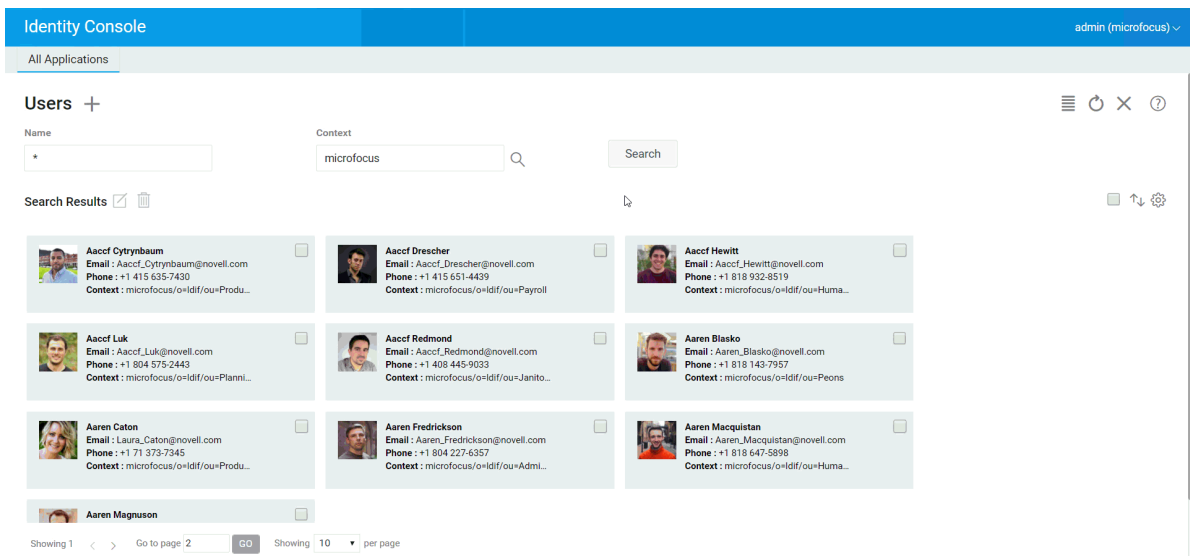 Identity Console
admin (microfocus)
All Applications
Users +
Name
Context
*
microfocus
Search
Search Results
Aaccf Cytrynbaum
Email : Aaccf_Cytrynbaum@novell.com
Phone : +1 415 635-7430
Context : microfocus/o=ldif/ou=Produ...
Aaccf Drescher
Email : Aaccf_Drescher@novell.com
Phone : +1 415 651-4439
Context : microfocus/o=ldif/ou=Payroll
Aaccf Hewitt
Email : Aaccf_Hewitt@novell.com
Phone : +1 818 932-8519
Context : microfocus/o=ldif/ou=Huma...
Aaccf Luk
Email : Aaccf_Luk@novell.com
Phone : +1 804 575-2443
Context : microfocus/o=ldif/ou=Planni...
Aaccf Redmond
Email : Aaccf_Redmond@novell.com
Phone : +1 408 445-9033
Context : microfocus/o=ldif/ou=Janito...
Aaren Blasko
Email : Aaren_Blasko@novell.com
Phone : +1 818 143-7957
Context : microfocus/o=ldif/ou=Peons
Aaren Caton
Email : Laura_Caton@novell.com
Phone : +1 71 373-7345
Context : microfocus/o=ldif/ou=Produ...
Aaren Fredrickson
Email : Aaren_Fredrickson@novell.com
Phone : +1 804 227-6357
Context : microfocus/o=ldif/ou=Admi...
Aaren Macquistan
Email : Aaren_Macquistan@novell.com
Phone : +1 818 647-5898
Context : microfocus/o=ldif/ou=Huma...
Aaren Magnuson
Showing 1 < > Go to page 2 GO Showing 10 per page